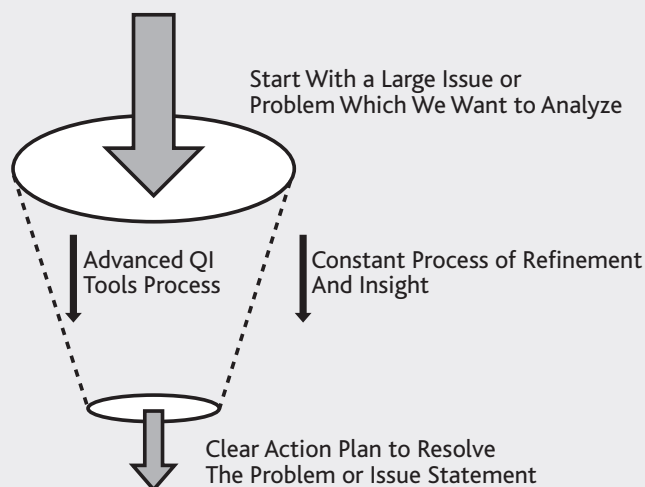 Start With a Large Issue or
Problem Which We Want to Analyze
Advanced QI
Tools Process
Constant Process of Refinement
And Insight
Clear Action Plan to Resolve
The Problem or Issue Statement